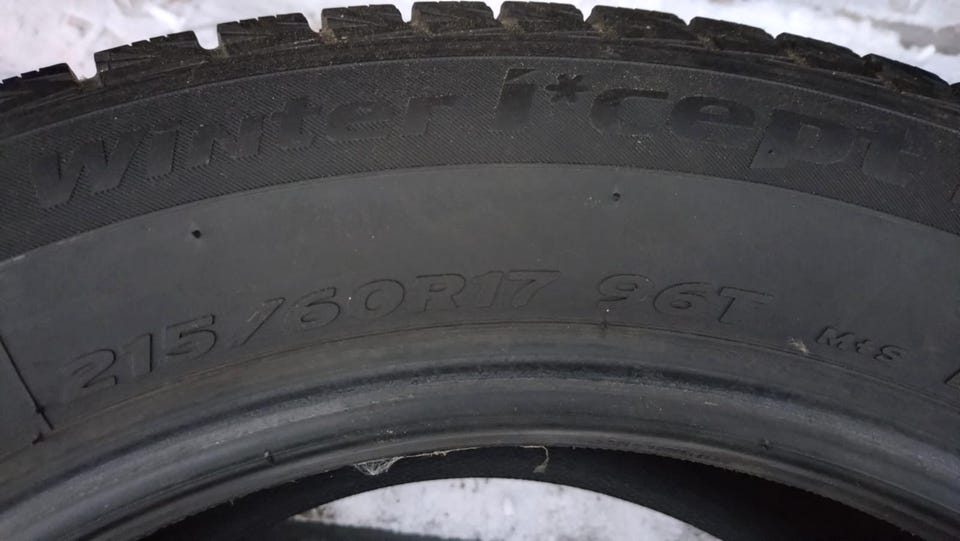 winter i*cept
215/60R17 96T M+S